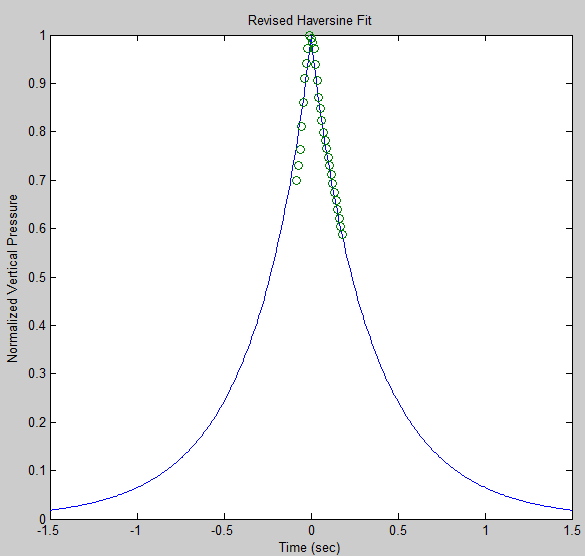 Revised Haversine Fit
1
0.9
0.8
0.7
0.6
0.5
0.4
0.3
0.2
0.1
0
Normalized Vertical Pressure
-1.5 -1 -0.5 0 0.5 1 1.5
Time (sec)